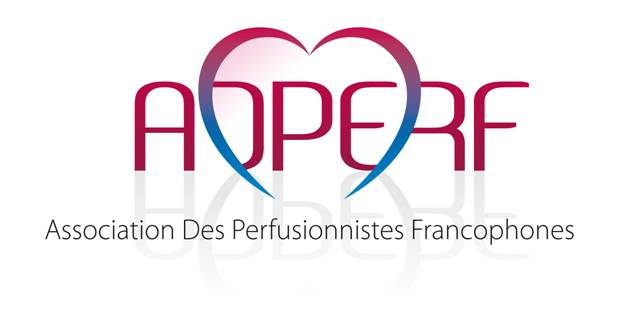 ADPERF
Association Des Perfusionnistes Francophones